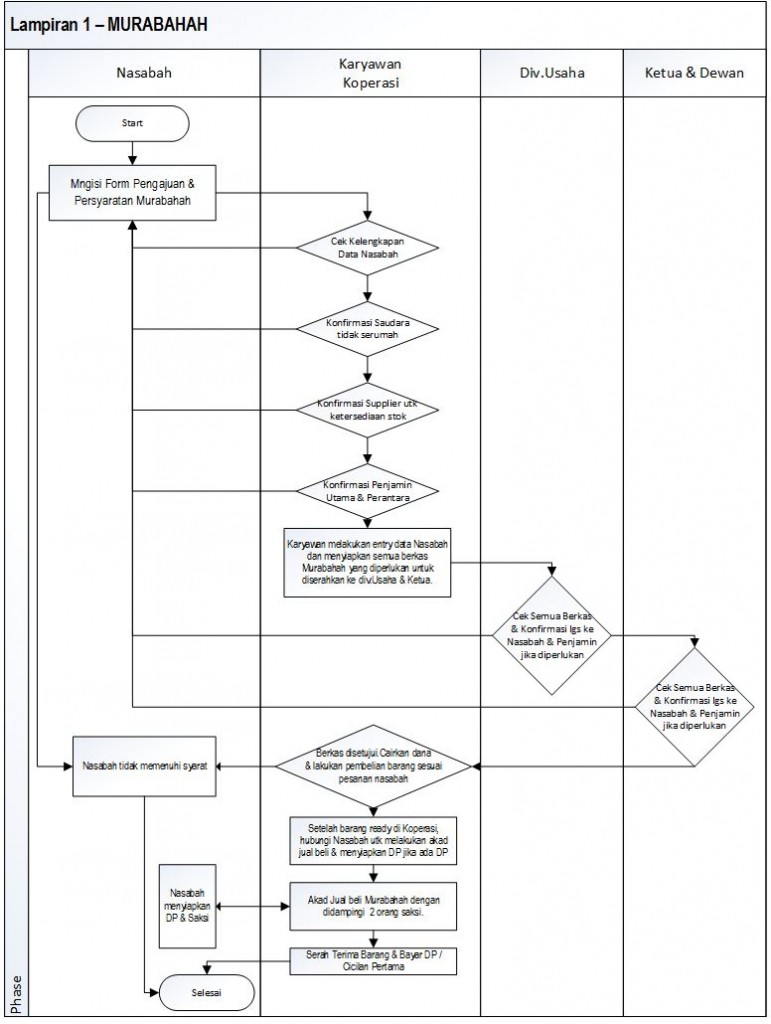 Lampiran 1 – MURABAHAH
Nasabah
Karyawan
Koperasi
Div.Usaha
Ketua & Dewan
Start
Mngisi Form Pengajuan &
Persyaratan Murabahah
Cek Kelengkapan
Data Nasabah
Konfirmasi Saudara
tidak serumah
Konfirmasi Supplier utk
ketersediaan stok
Konfirmasi Penjamin
Utama & Perantara
Karyawan melakukan entry data Nasabah
dan menyiapkan semua berkas
Murabahah yang diperlukan untuk
diserahkan ke div.Usaha & Ketua.
Cek Semua Berkas
& Konfirmasi lgs ke
Nasabah & Penjamin
jika diperlukan
Cek Semua Berkas
& Konfirmasi lgs ke
Nasabah & Penjamin
jika diperlukan
Nasabah tidak memenuhi syarat
Berkas disetujui.Cairkan dana
& lakukan pembelian barang sesuai
pesanan nasabah
Setelah barang ready di Koperasi,
hubungi Nasabah utk melakukan akad
jual beli & menyiapkan DP jika ada DP
Nasabah
menyiapkan
DP & Saksi
Akad Jual beli Murabahah dengan
didampingi 2 orang saksi.
Serah Terima Barang & Bayar DP /
Cicilan Pertama
Selesai
Phase